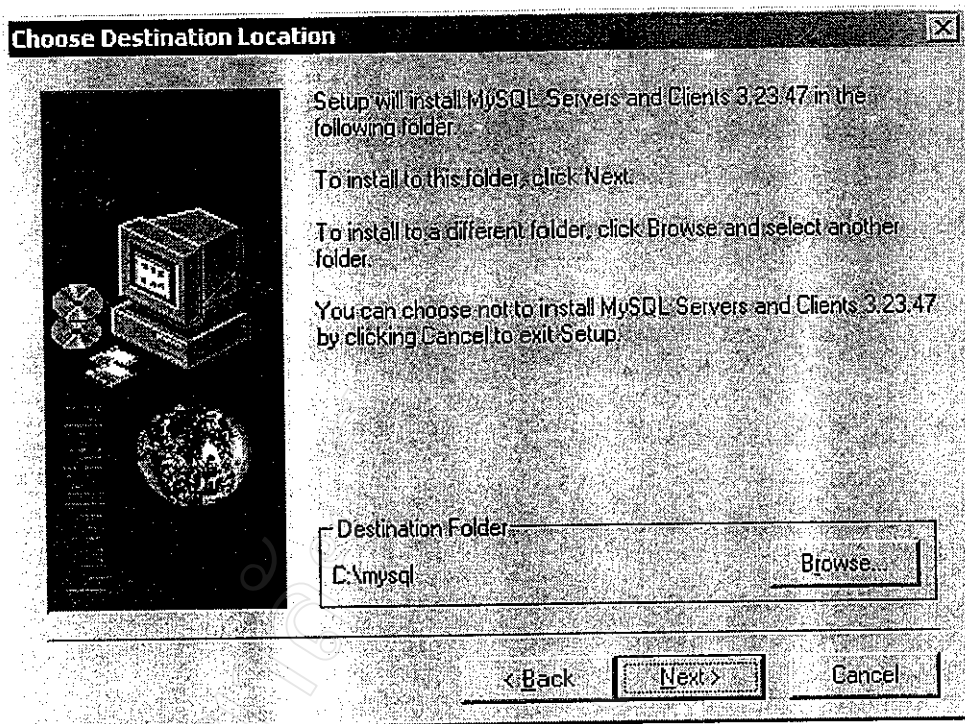 Choose Destination Location
Setup will install MySQL Servers and Clients 3.23.47 in the
following folder.
To install to this folder, click Next.
To install to a different folder, click Browse and select another
folder.
You can choose not to install MySQL Servers and Clients 3.23.47
by clicking Cancel to exit Setup.
Destination Folder
C:\mysql
Browse...
< Back
Next >
Cancel